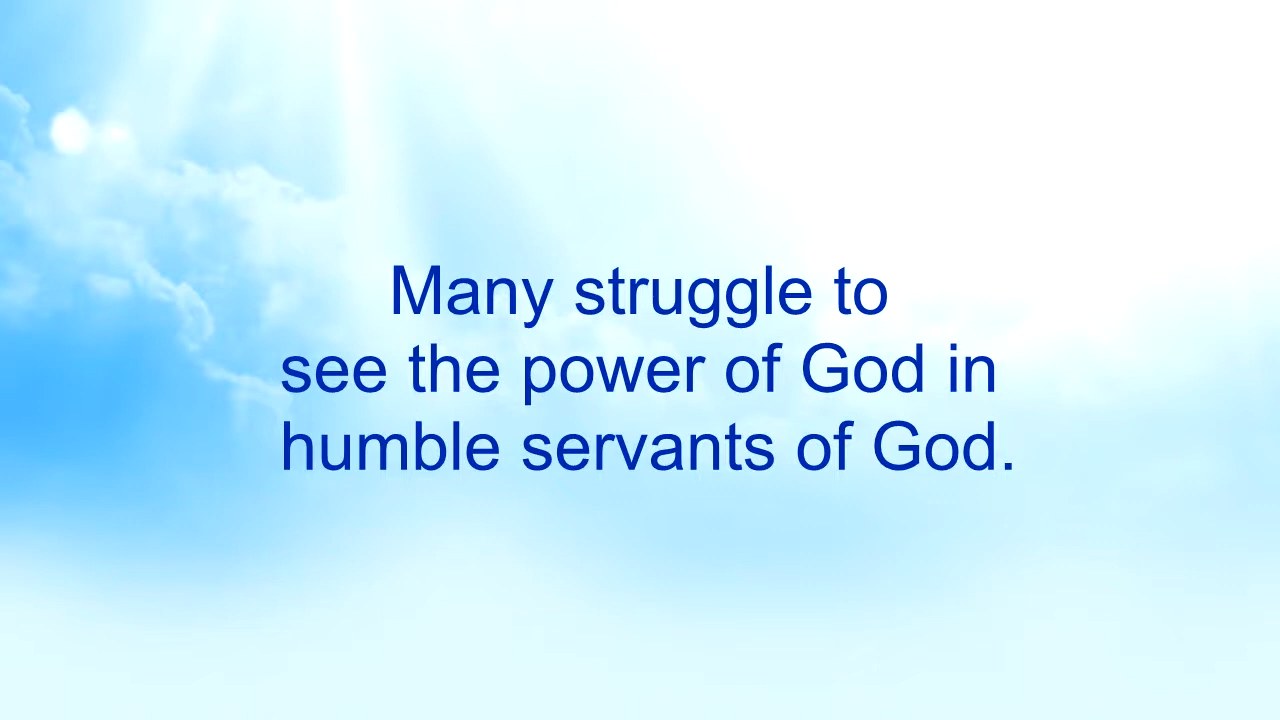 Many struggle to
see the power of God in
humble servants of God.